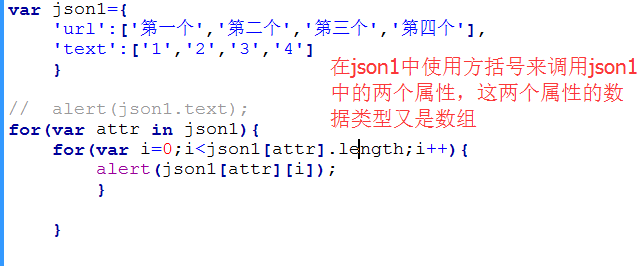 var json1={
'url':['第一个','第二个','第三个','第四个'],
'text':['1','2','3','4']
}
在json1中使用方括号来调用json1
中的两个属性，这两个属性的数
据类型又是数组
//  alert(json1.text);
for(var attr in json1){
for(var i=0;i<json1[attr].length;i++){
alert(json1[attr][i]);
}
}